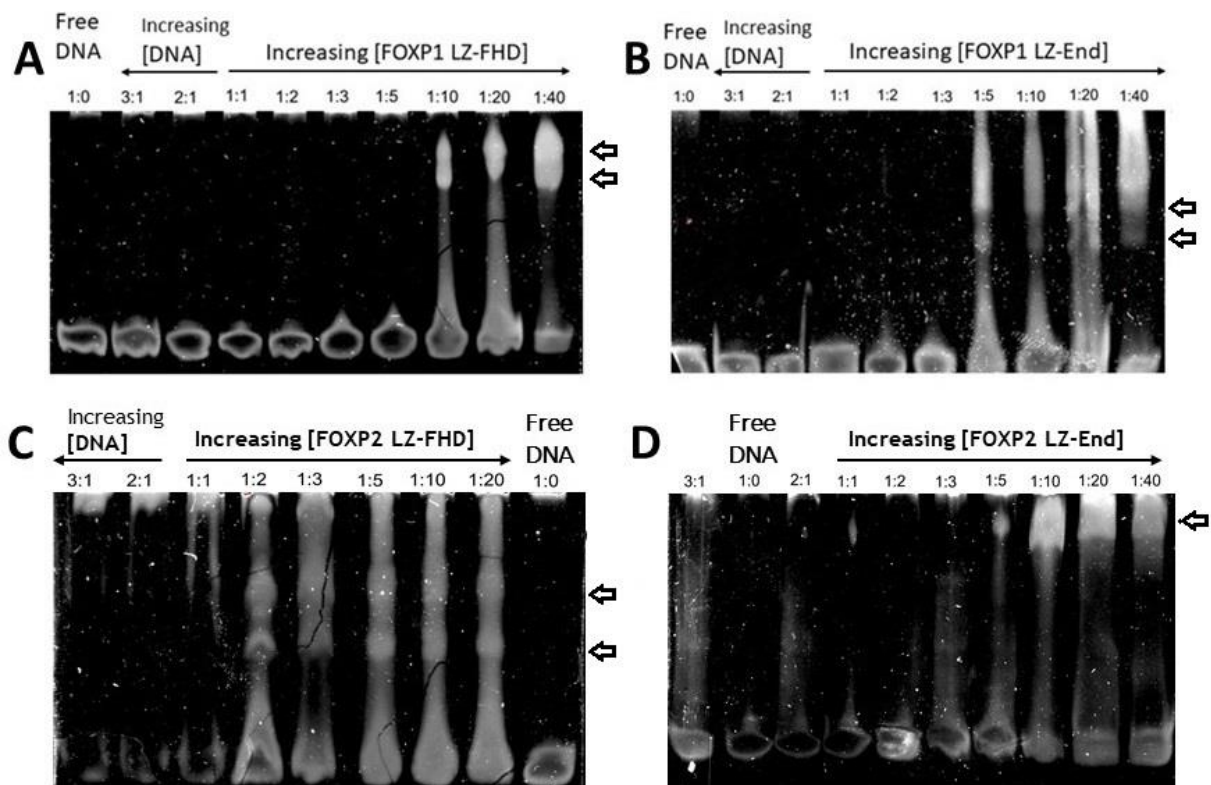 A
Free
DNA
Increasing
[DNA]
Increasing [FOXP1 LZ-FHD]
1:0 3:1 2:1 1:1 1:2 1:3 1:5 1:10 1:20 1:40
B
Free
DNA
Increasing
[DNA]
Increasing [FOXP1 LZ-End]
1:0 3:1 2:1 1:1 1:2 1:3 1:5 1:10 1:20 1:40
C
Increasing
[DNA]
Increasing [FOXP2 LZ-FHD]
Free
DNA
3:1 2:1 1:1 1:2 1:3 1:5 1:10 1:20 1:0
D
Free
DNA
Increasing [FOXP2 LZ-End]
3:1 1:0 2:1 1:1 1:2 1:3 1:5 1:10 1:20 1:40